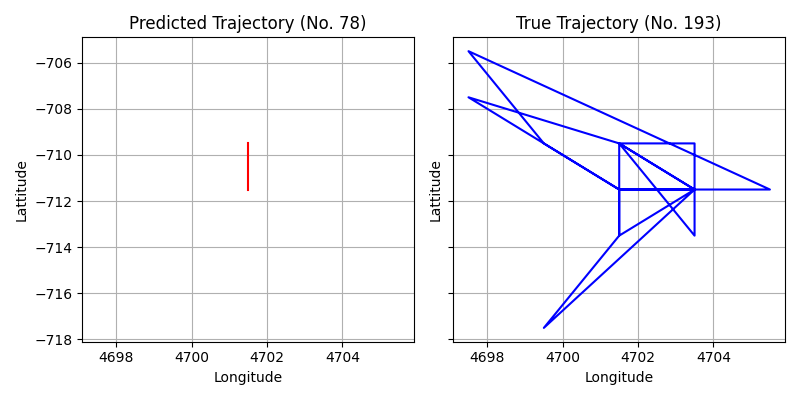 Predicted Trajectory (No. 78)
True Trajectory (No. 193)
−706
−708
−710
−712
−714
−716
−718
Lattitude
4698
4700
4702
4704
Longitude
Lattitude
4698
4700
4702
4704
Longitude